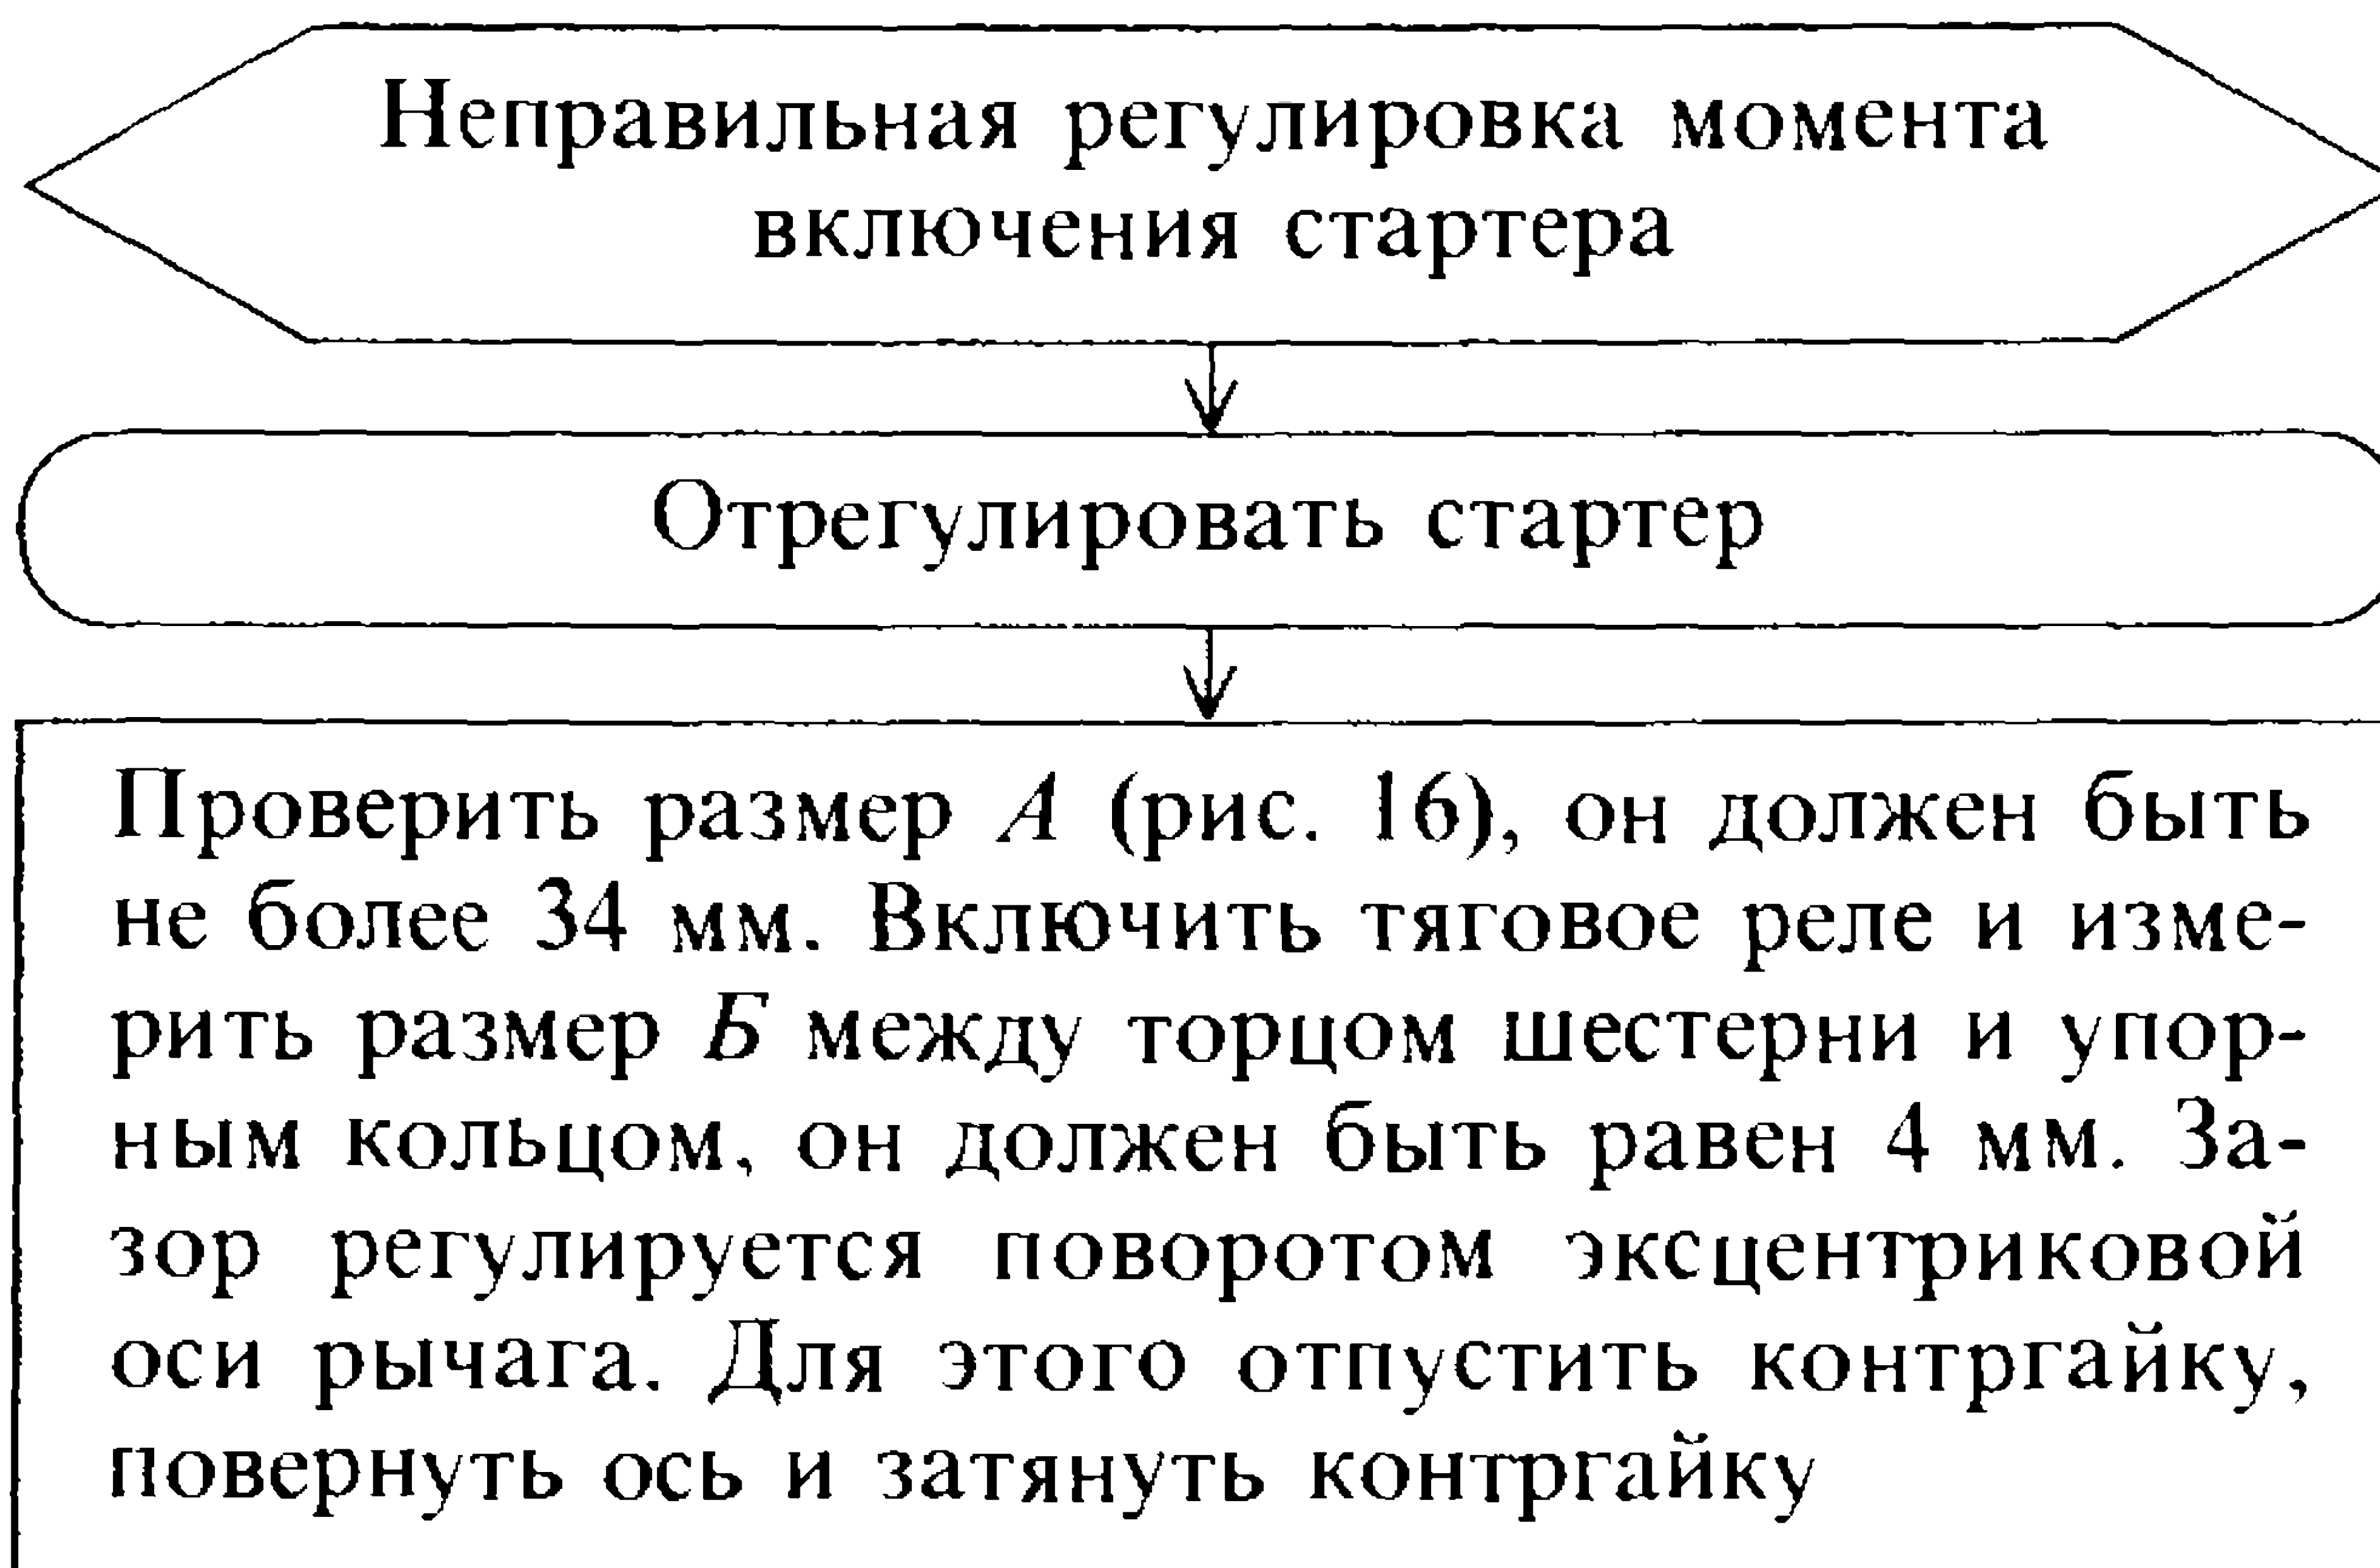 Неправильная регулировка момента
включения стартера
Отрегулировать стартер
Проверить размер А (рис. 16), он должен быть
не более 34 мм. Включить тяговое реле и изме-
рить размер Б между торцом шестерни и упор-
ным кольцом, он должен быть равен 4 мм. За-
зор регулируется поворотом эксцентриковой
оси рычага. Для этого отпустить контргайку,
повернуть ось и затянуть контргайку